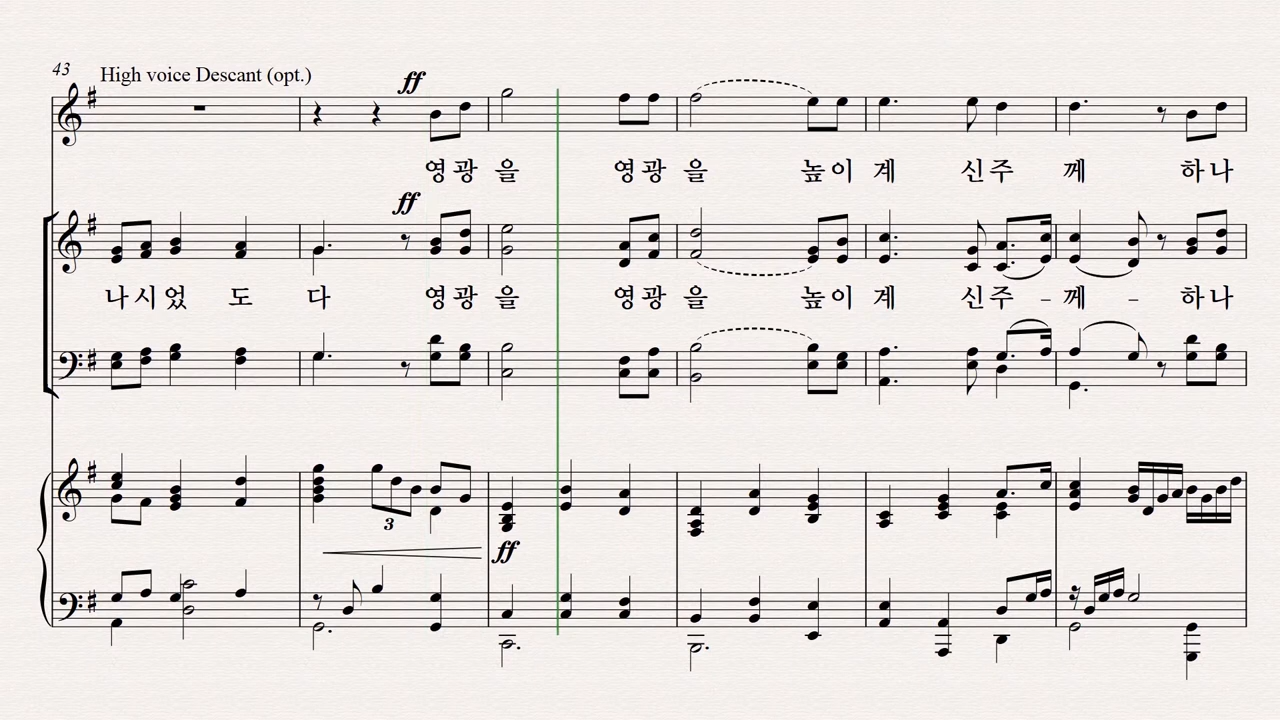 43 High voice Descant (opt.)
ff
영광 을 영광 을 높이 계 신주 께 하나
ff
나시었 도 다 영광 을 영광 을 높이 계 신주 - 께 - 하나
3
ff